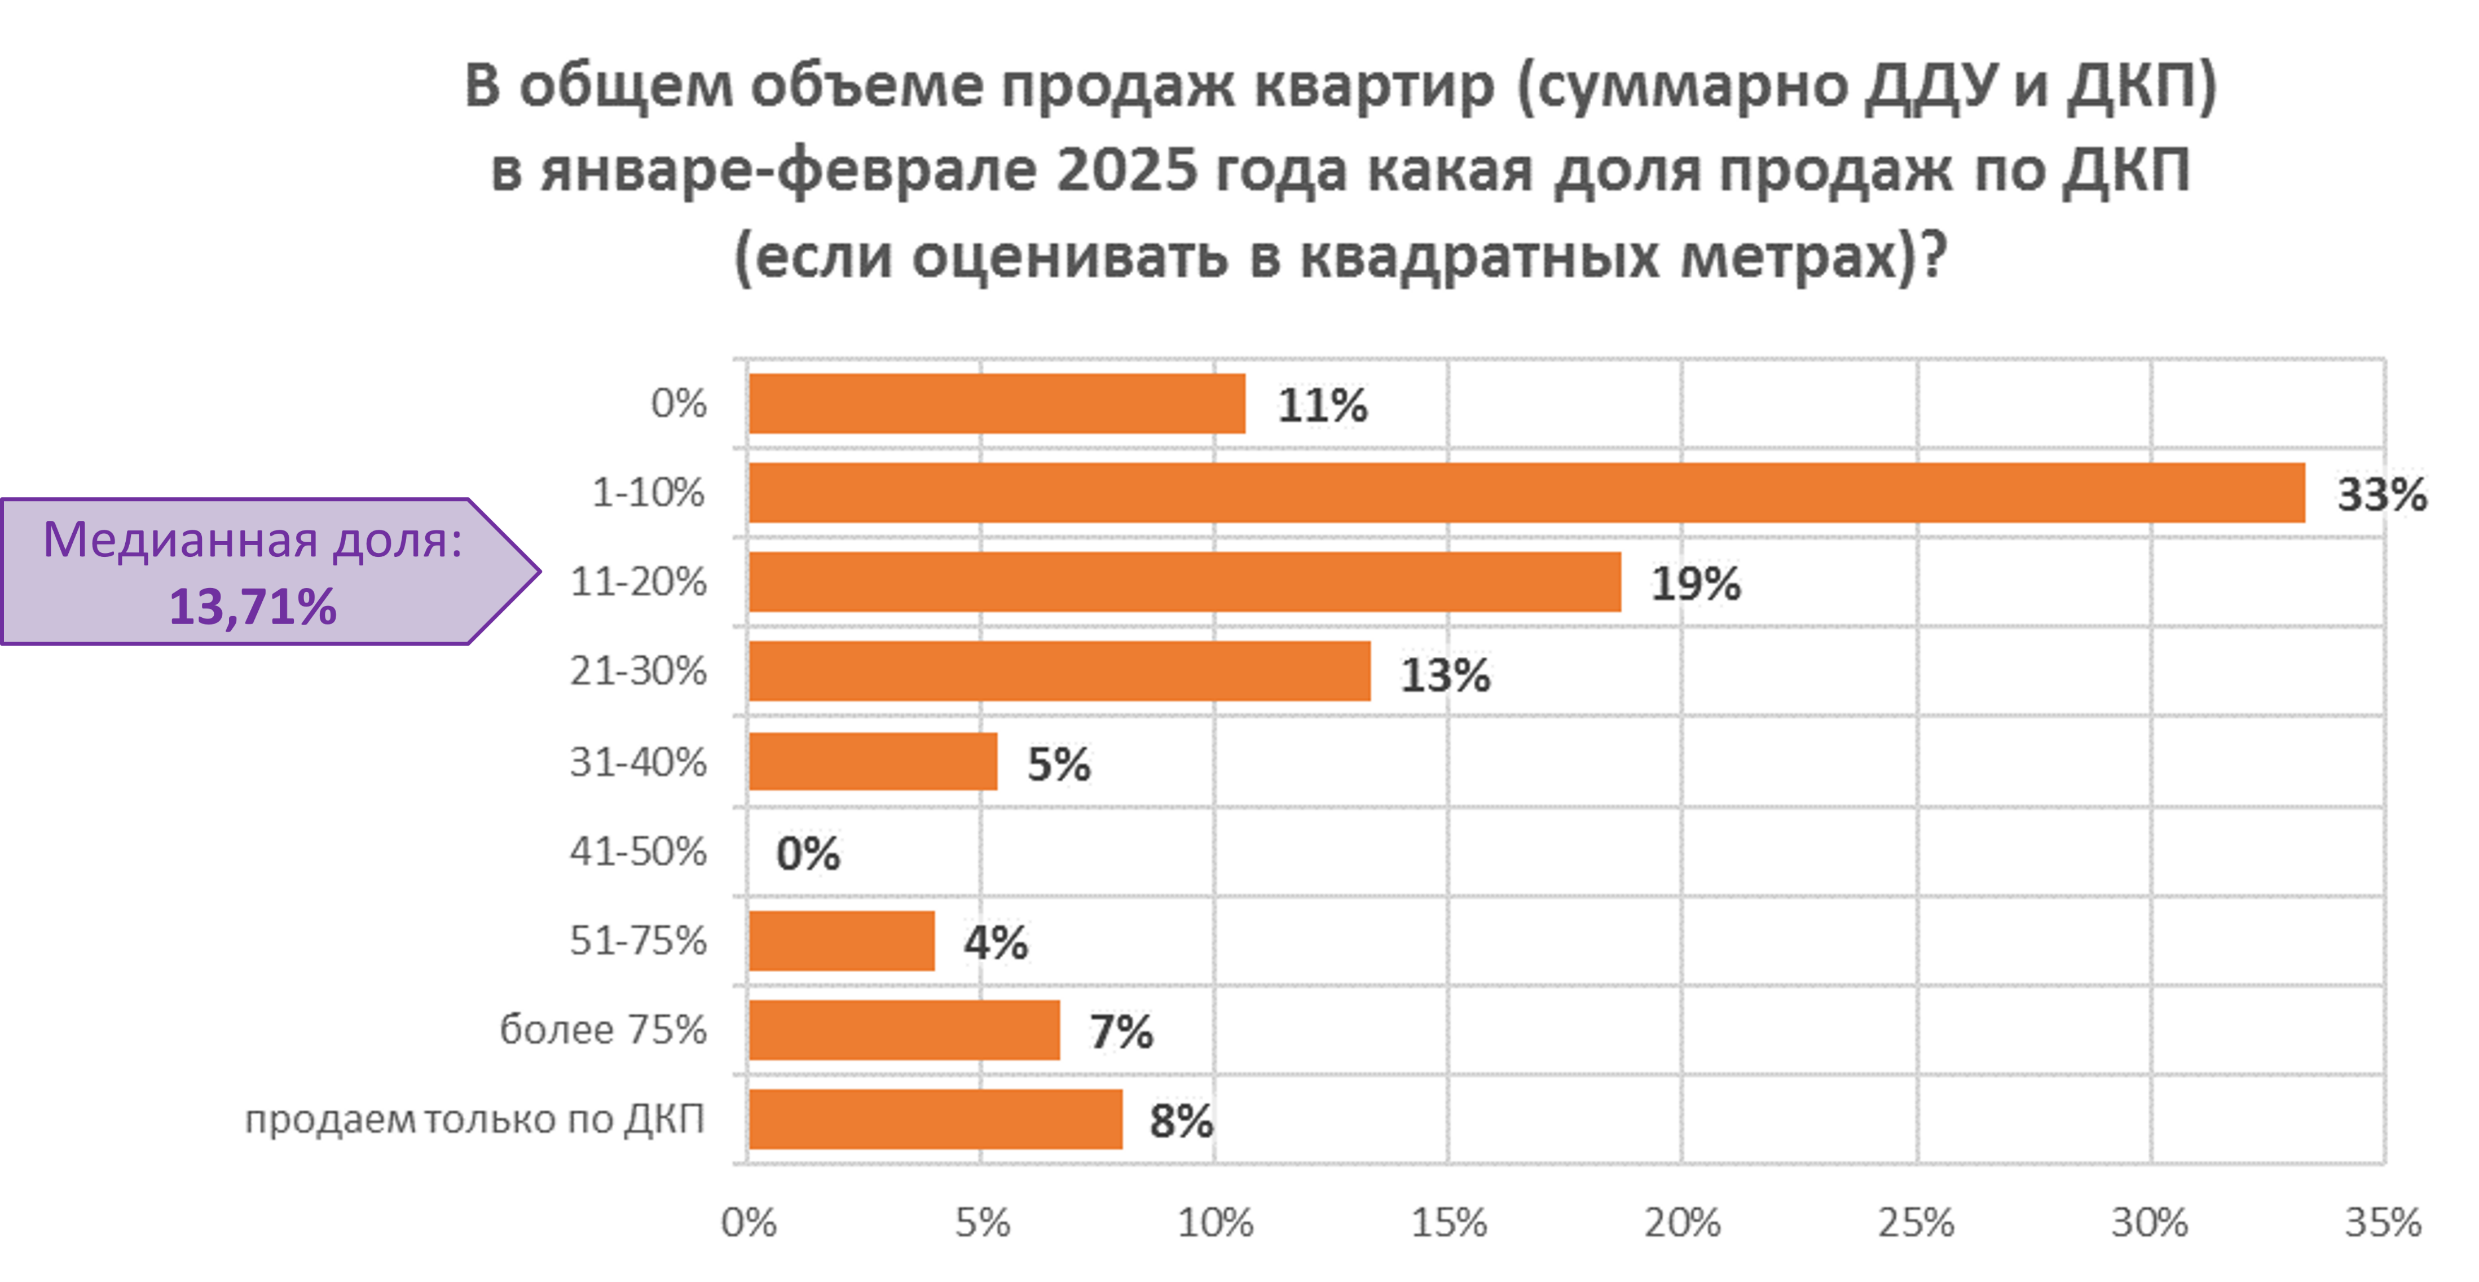 В общем объеме продаж квартир (суммарно ДДУ и ДКП)
в январе-феврале 2025 года какая доля продаж по ДКП
(если оценивать в квадратных метрах)?
0%
11%
1-10%
33%
Медианная доля:
13,71%
11-20%
19%
21-30%
13%
31-40%
5%
41-50%
0%
51-75%
4%
более 75%
7%
продаем только по ДКП
8%
0% 5% 10% 15% 20% 25% 30% 35%